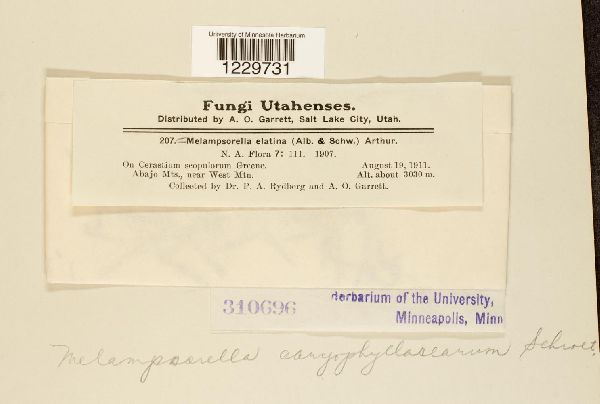 University of Minnesota Herbarium
1229731
Fungi Utahenses.
Distributed by A. O. Garrett, Salt Lake City, Utah.
207.—Melampsorella elatina (Alb. & Schw.) Arthur.
N. A. Flora 7: 111. 1907.
On Cerastium scopulorum Greene. August 19, 1911.
Abajo Mts., near West Mtn. Alt. about 3030 m.
Collected by Dr. P. A. Rydberg and A. O. Garrett.
310696 Herbarium of the University,
Minneapolis, Minn
Melampsorella caryophyllacearum Schroet.